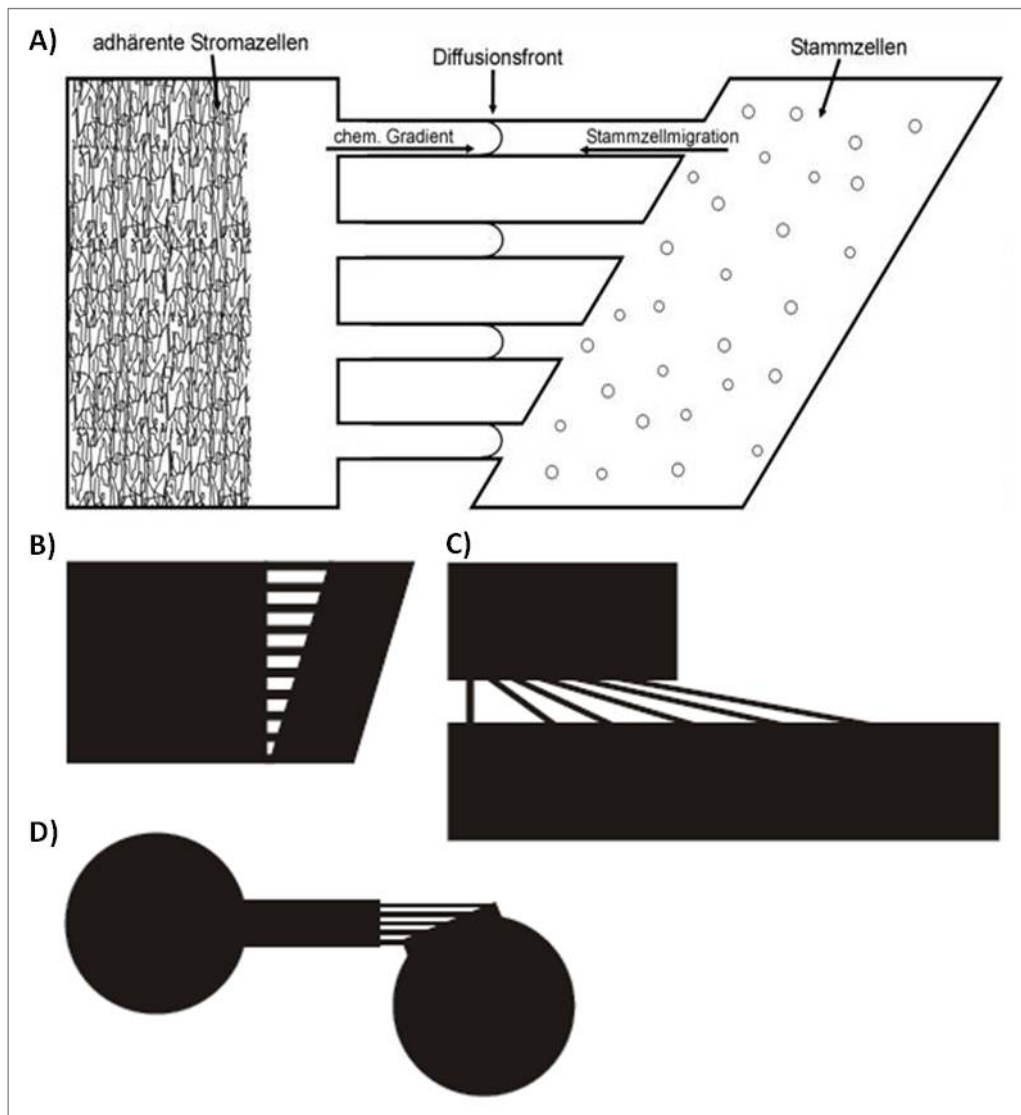 A)
adhärente Stromazellen
Diffusionsfront
Stammzellen
chem. Gradient
Stammzellmigration
B)
C)
D)